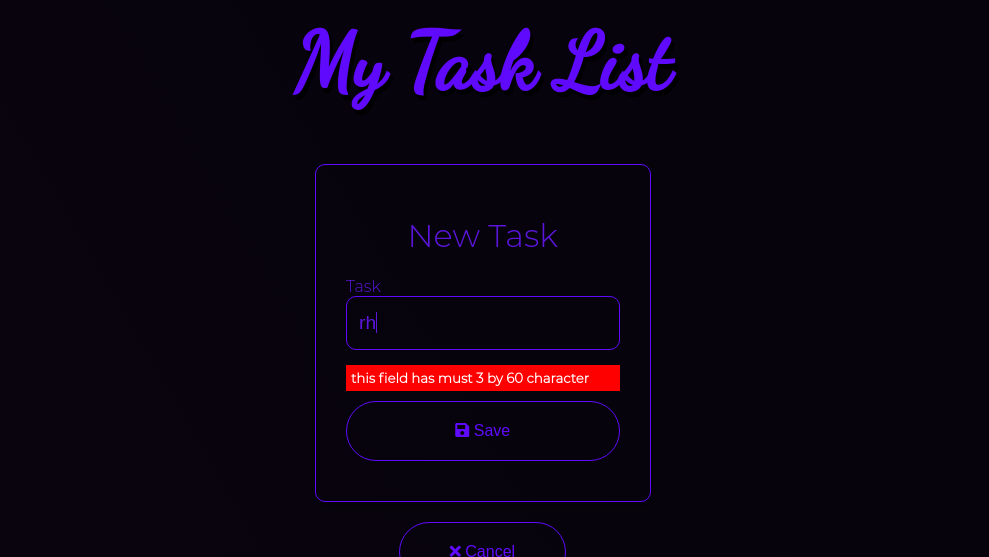 My Task List
New Task
Task
rh
this field has must 3 by 60 character
Save
Cancel